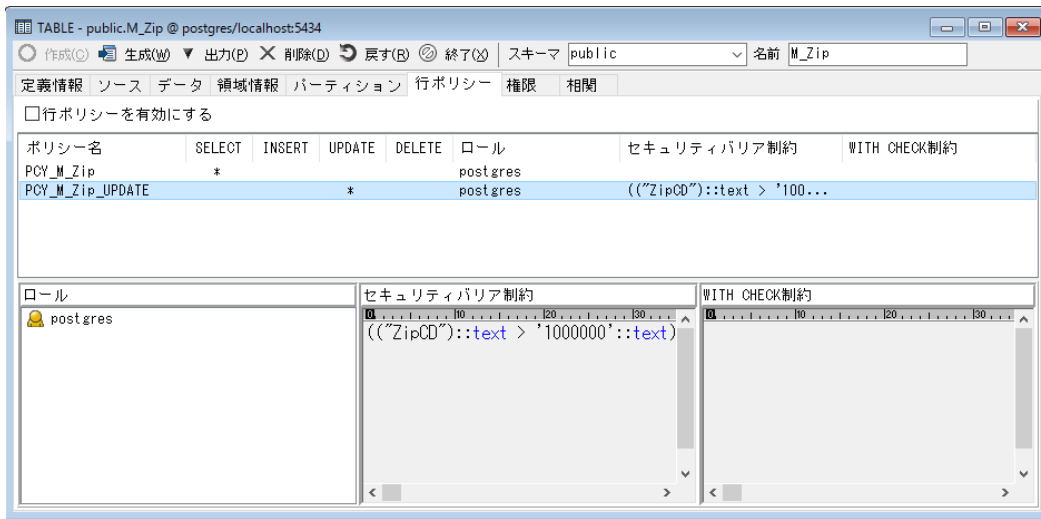 TABLE - public.M_Zip @ postgres/localhost:5434
作成(C) 生成(W) ▼ 出力(P) 削除(D) 戻す(R) 終了(X) スキーマ public 名前 M_Zip
定義情報 ソース データ 領域情報 パーティション 行ポリシー 権限 相関
行ポリシーを有効にする
ポリシー名 SELECT INSERT UPDATE DELETE ロール セキュリティバリア制約 WITH CHECK制約
PCY_M_Zip * postgres
PCY_M_Zip_UPDATE * postgres (("ZipCD")::text > '100...
ロール セキュリティバリア制約 WITH CHECK制約
postgres 0 10 20 30 0 10 20 30
(("ZipCD")::text > '1000000'::text)